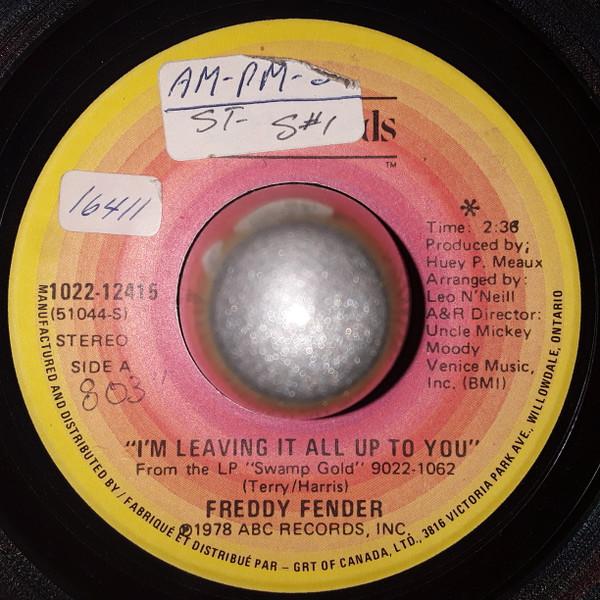 AM-PM-
ST- S#1
ds
TM
16411
*
Time: 2:36
Produced by;
Huey P. Meaux
Arranged by:
Leo N'Neill
A&R Director:
Uncle Mickey
Moody
Venice Music,
Inc. (BMI)
1022-12415
(51044-S)
STEREO
SIDE A
803"
"I'M LEAVING IT ALL UP TO YOU"
From the LP "Swamp Gold" 9022-1062
(Terry/Harris)
FREDDY FENDER
℗1978 ABC RECORDS, INC.
MANUFACTURED AND DISTRIBUTED BY / FABRIQUÉ ET DISTRIBUÉ PAR – GRT OF CANADA, LTD., 3816 VICTORIA PARK AVE., WILLOWDALE, ONTARIO